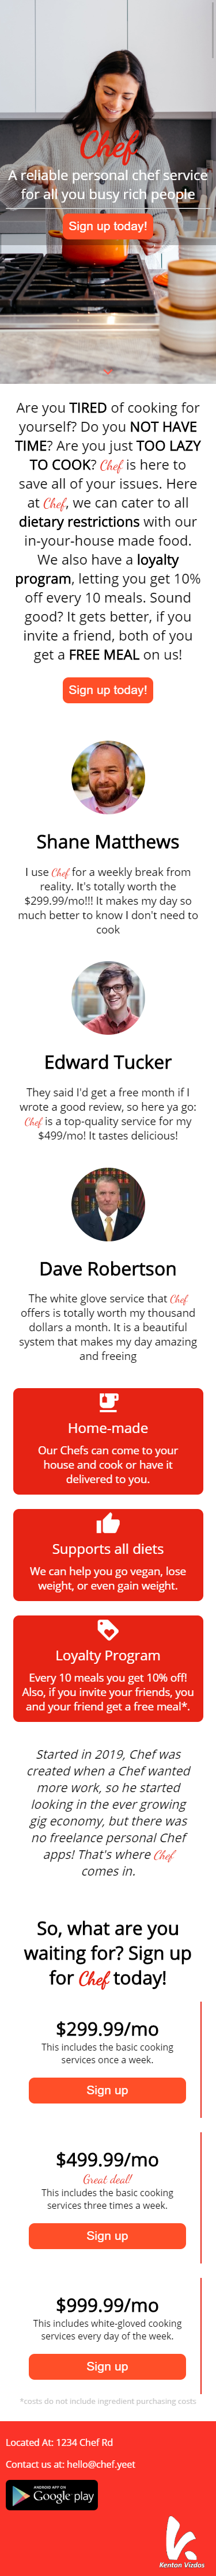 Chef
A reliable personal chef service
for all you busy rich people
Sign up today!
Are you TIRED of cooking for
yourself? Do you NOT HAVE
TIME? Are you just TOO LAZY
TO COOK? Chef is here to
save all of your issues. Here
at Chef, we can cater to all
dietary restrictions with our
in-your-house made food.
We also have a loyalty
program, letting you get 10%
off every 10 meals. Sound
good? It gets better, if you
invite a friend, both of you
get a FREE MEAL on us!
Sign up today!
Shane Matthews
I use Chef for a weekly break from
reality. It's totally worth the
$299.99/mo!!! It makes my day so
much better to know I don't need to
cook
Edward Tucker
They said I'd get a free month if I
wrote a good review, so here ya go:
Chef is a top-quality service for my
$499/mo! It tastes delicious!
Dave Robertson
The white glove service that Chef
offers is totally worth my thousand
dollars a month. It is a beautiful
system that makes my day amazing
and freeing
Home-made
Our Chefs can come to your
house and cook or have it
delivered to you.
Supports all diets
We can help you go vegan, lose
weight, or even gain weight.
Loyalty Program
Every 10 meals you get 10% off!
Also, if you invite your friends, you
and your friend get a free meal*.
Started in 2019, Chef was
created when a Chef wanted
more work, so he started
looking in the ever growing
gig economy, but there was
no freelance personal Chef
apps! That's where Chef
comes in.
So, what are you
waiting for? Sign up
for Chef today!
$299.99/mo
This includes the basic cooking
services once a week.
Sign up
$499.99/mo
Great deal!
This includes the basic cooking
services three times a week.
Sign up
$999.99/mo
This includes white-gloved cooking
services every day of the week.
Sign up
*costs do not include ingredient purchasing costs
Located At: 1234 Chef Rd
Contact us at: hello@chef.yeet
ANDROID APP ON
Google play
Kenton Vizdos